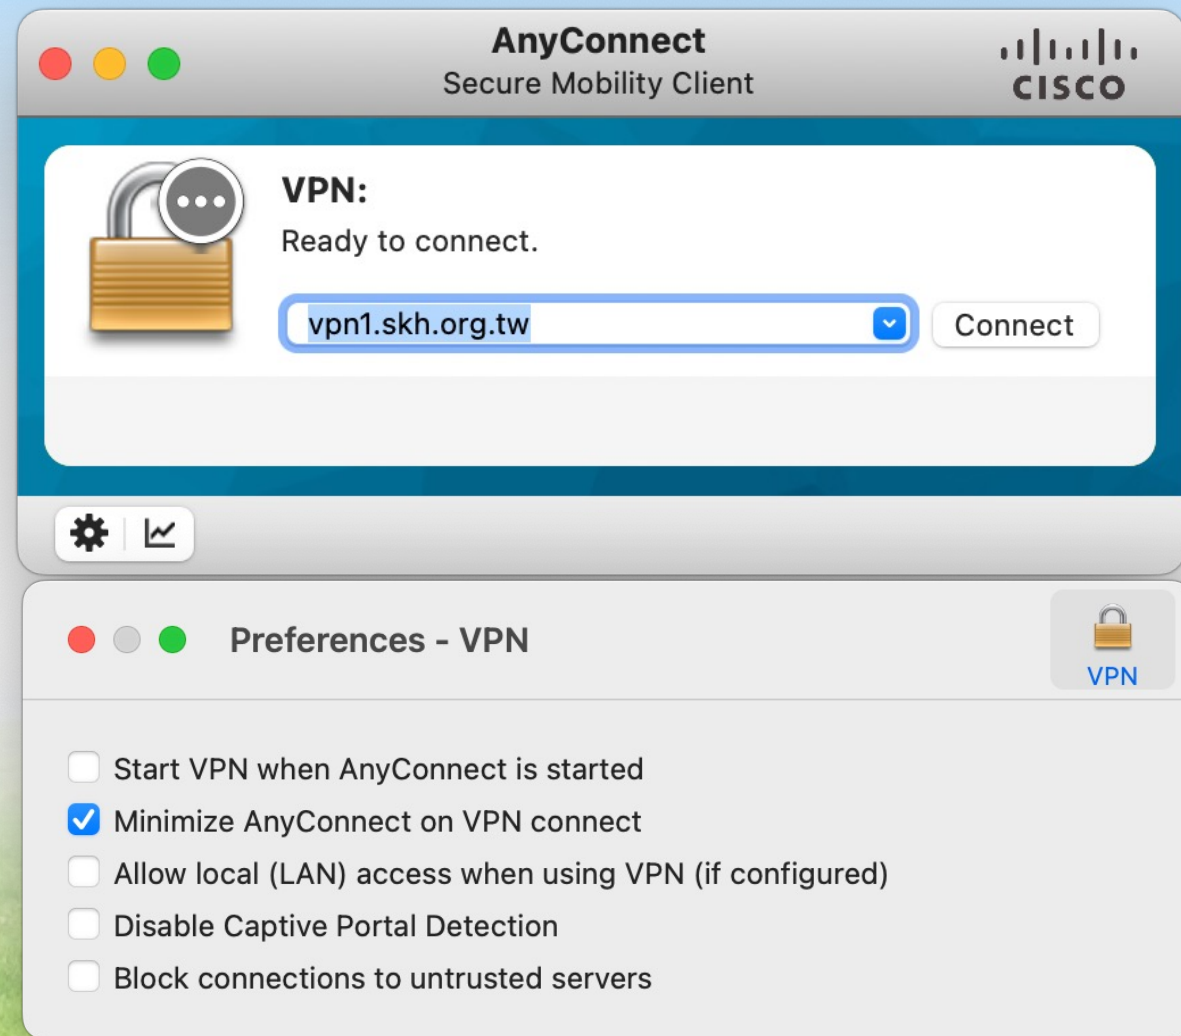 AnyConnect
Secure Mobility Client
CISCO
VPN:
Ready to connect.
vpn1.skh.org.tw
Connect
Preferences - VPN
VPN
Start VPN when AnyConnect is started
Minimize AnyConnect on VPN connect
Allow local (LAN) access when using VPN (if configured)
Disable Captive Portal Detection
Block connections to untrusted servers